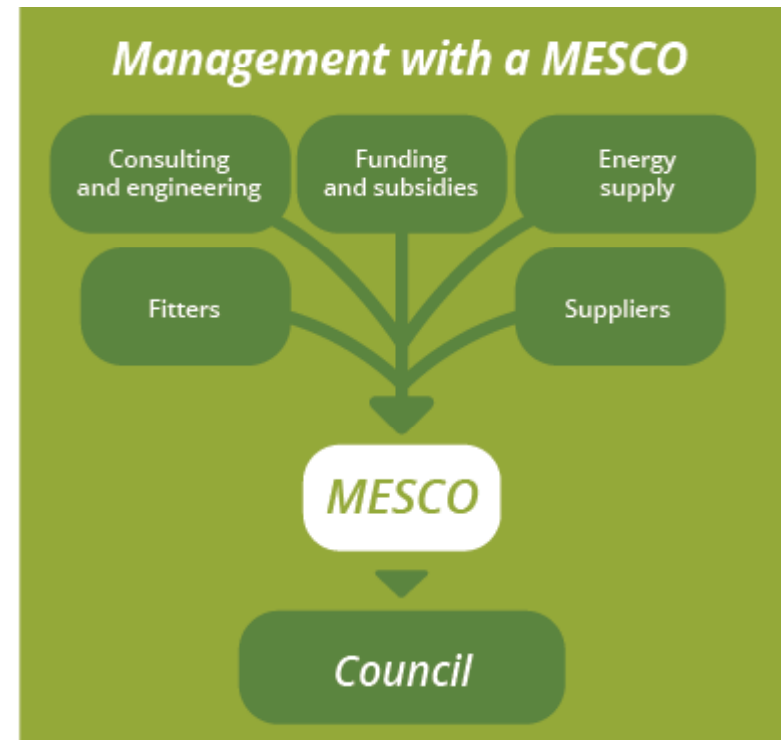 Management with a MESCO
Consulting
and engineering
Funding
and subsidies
Energy
supply
Fitters
Suppliers
MESCO
Council